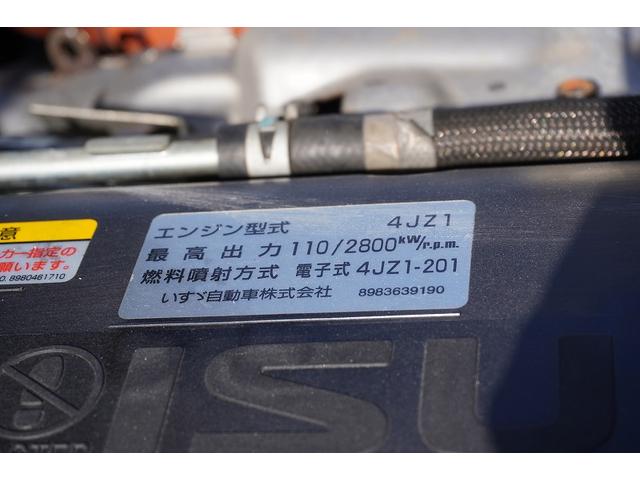 意
カー指定の
願います。
O. 8980461710
エンジン型式 4JZ1
最高出力 110/2800kW/r.p.m.
燃料噴射方式 電子式 4JZ1-201
いすゞ自動車株式会社 8983639190
ISU